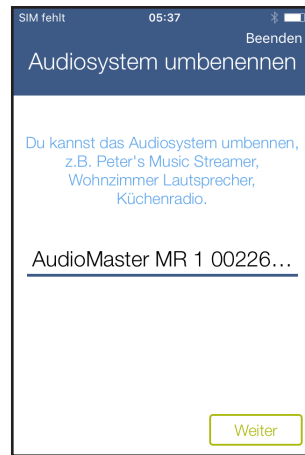 SIM fehlt 05:37
Beenden
Audiosystem umbenennen
Du kannst das Audiosystem umbennen,
z.B. Peter's Music Streamer,
Wohnzimmer Lautsprecher,
Küchenradio.
AudioMaster MR 1 00226...
Weiter